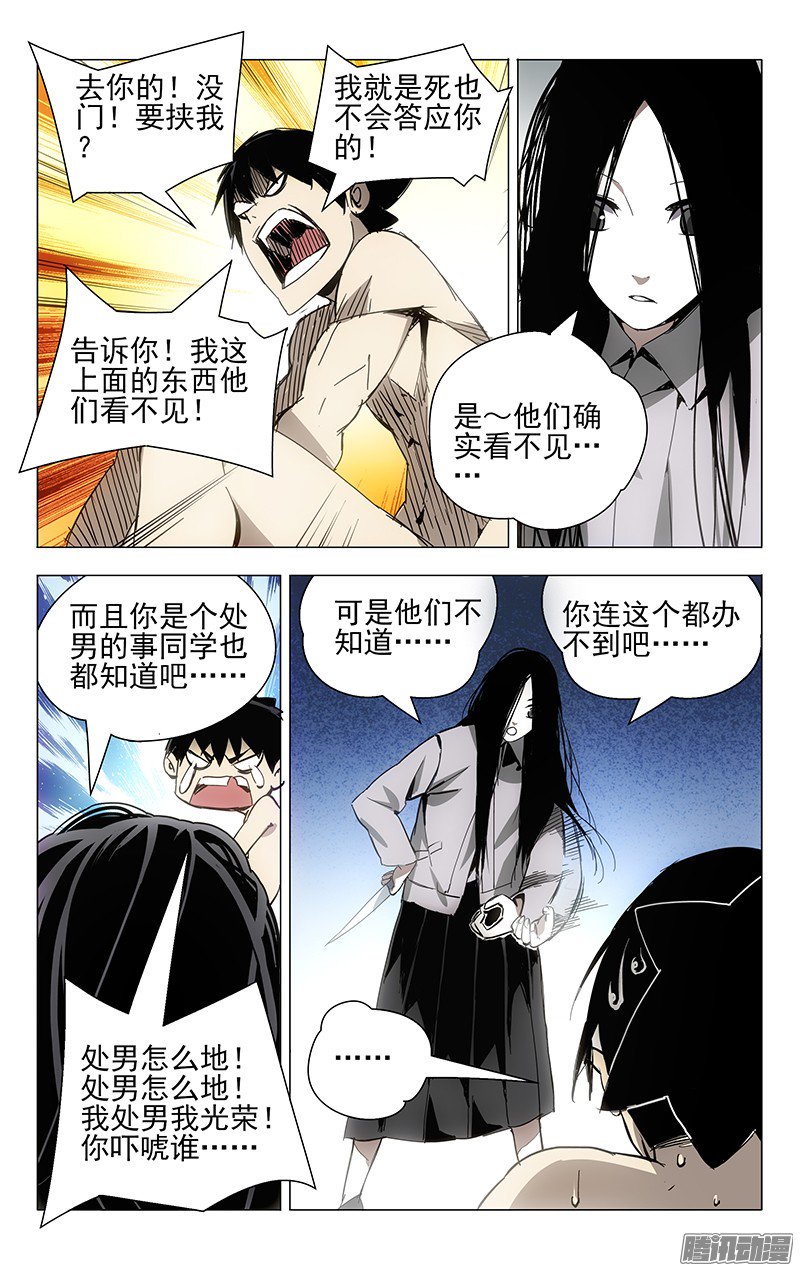 去你的！没
门！要挟我
？
我就是死也
不会答应你
的！
告诉你！我这
上面的东西他
们看不见！
是～他们确
实看不见……
……
而且你是个处
男的事同学也
都知道吧……
处男怎么地！
处男怎么地！
我处男我光荣！
你吓唬谁……
可是他们不
知道……
你连这个都办
不到吧……
……
腾讯动漫